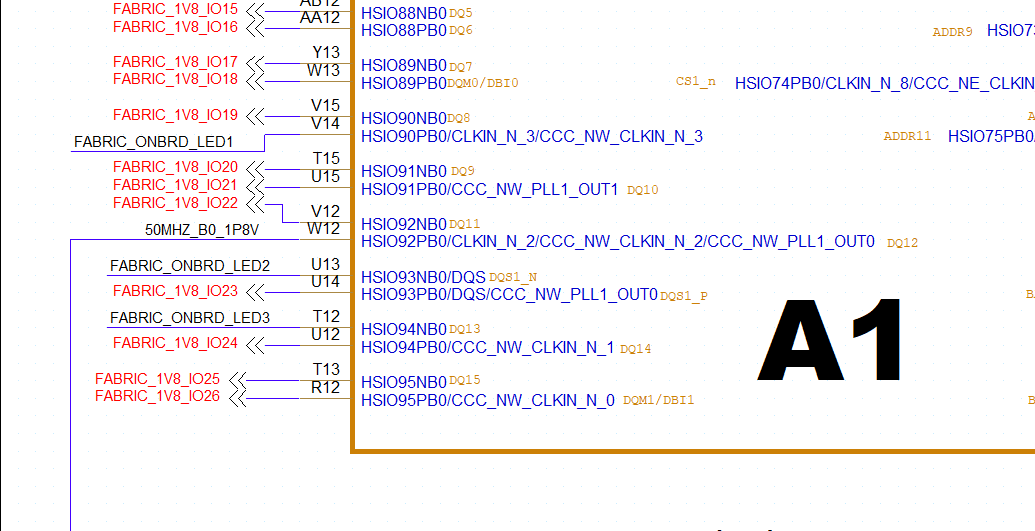 FABRIC_1V8_IO15 AB12 HSIO88NB0 DQ5
FABRIC_1V8_IO16 AA12 HSIO88PB0 DQ6 ADDR9 HSIO73
FABRIC_1V8_IO17 Y13 HSIO89NB0 DQ7
FABRIC_1V8_IO18 W13 HSIO89PB0 DQM0/DBI0 CS1_n HSIO74PB0/CLKIN_N_8/CCC_NE_CLKIN
FABRIC_1V8_IO19 V15 HSIO90NB0 DQ8 A
FABRIC_ONBRD_LED1 V14 HSIO90PB0/CLKIN_N_3/CCC_NW_CLKIN_N_3 ADDR11 HSIO75PB0
FABRIC_1V8_IO20 T15 HSIO91NB0 DQ9
FABRIC_1V8_IO21 U15 HSIO91PB0/CCC_NW_PLL1_OUT1 DQ10
FABRIC_1V8_IO22 V12 HSIO92NB0 DQ11
50MHZ_B0_1P8V W12 HSIO92PB0/CLKIN_N_2/CCC_NW_CLKIN_N_2/CCC_NW_PLL1_OUT0 DQ12
FABRIC_ONBRD_LED2 U13 HSIO93NB0/DQS DQS1_N
FABRIC_1V8_IO23 U14 HSIO93PB0/DQS/CCC_NW_PLL1_OUT0 DQS1_P
FABRIC_ONBRD_LED3 T12 HSIO94NB0 DQ13
FABRIC_1V8_IO24 U12 HSIO94PB0/CCC_NW_CLKIN_N_1 DQ14
FABRIC_1V8_IO25 T13 HSIO95NB0 DQ15
FABRIC_1V8_IO26 R12 HSIO95PB0/CCC_NW_CLKIN_N_0 DQM1/DBI1
A1